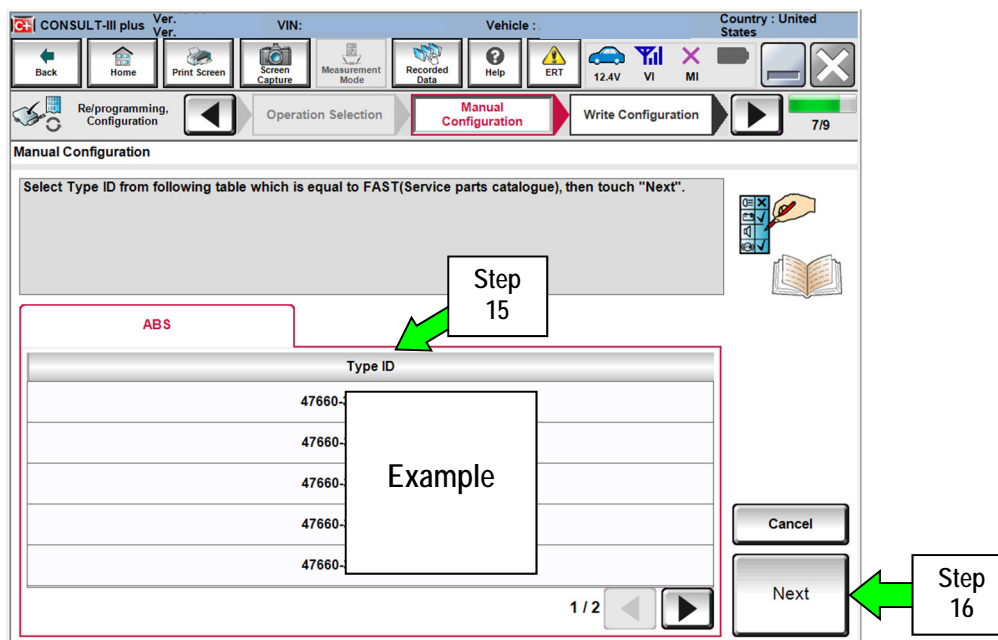 CONSULT-III plus Ver. VIN: Vehicle : Country : United
Ver. States
Back Home Print Screen Screen Capture Measurement Mode Recorded Data Help ERT 12.4V VI MI
Re/programming, Configuration Operation Selection Manual Configuration Write Configuration 7/9
Manual Configuration
Select Type ID from following table which is equal to FAST(Service parts catalogue), then touch "Next".
Step
15
ABS
Type ID
47660-
47660-
47660-
47660-
47660-
Example
Cancel
Next
1 / 2
Step
16